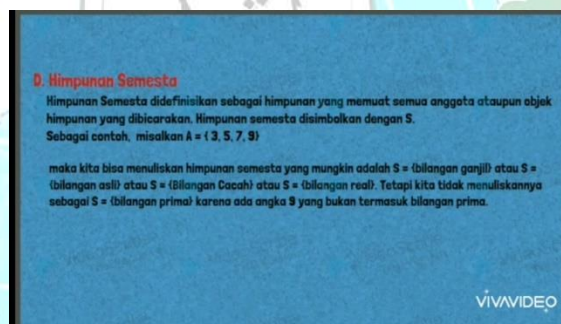 D. Himpunan Semesta
Himpunan Semesta didefinisikan sebagai himpunan yang memuat semua anggota ataupun objek
himpunan yang dibicarakan. Himpunan semesta disimbolkan dengan S.
Sebagai contoh, misalkan A = { 3, 5, 7, 9}
maka kita bisa menuliskan himpunan semesta yang mungkin adalah S = {bilangan ganjil} atau S =
{bilangan asli} atau S = {Bilangan Cacah} atau S = {bilangan real}. Tetapi kita tidak menuliskannya
sebagai S = {bilangan prima} karena ada angka 9 yang bukan termasuk bilangan prima.
VIVAVIDEO